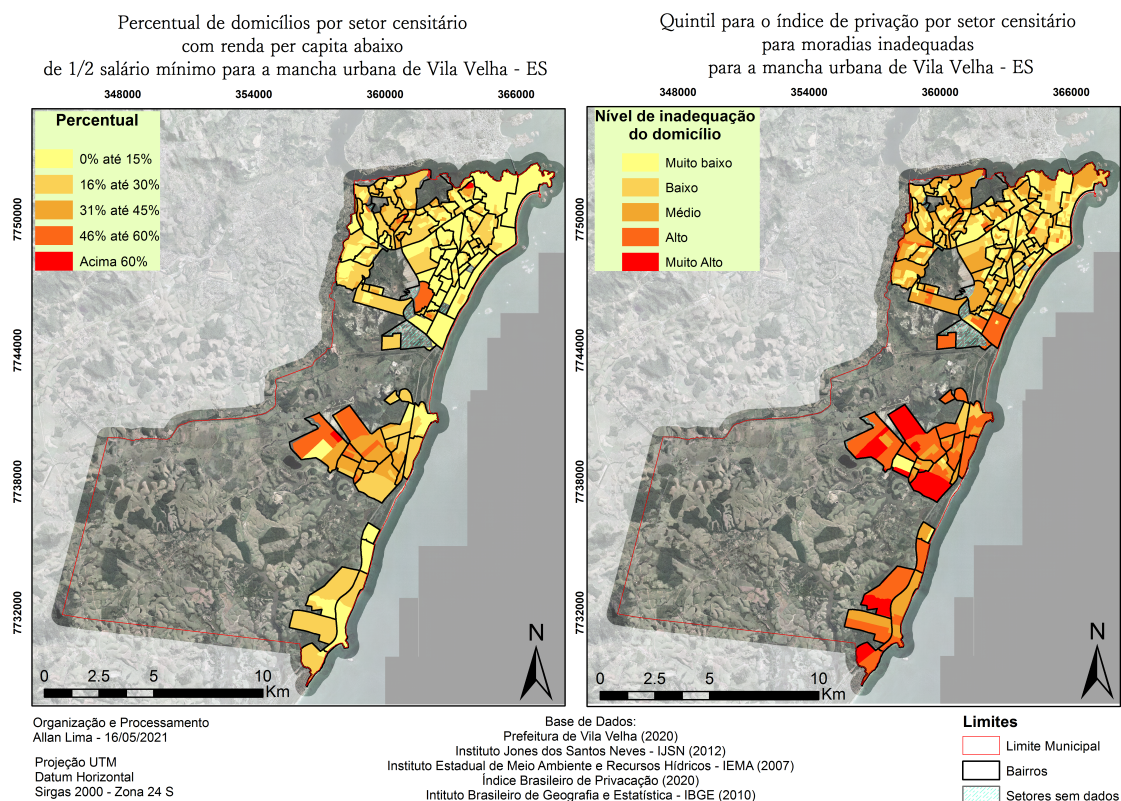 Percentual de domicílios por setor censitário
com renda per capita abaixo
de 1/2 salário mínimo para a mancha urbana de Vila Velha - ES
348000
354000
360000
366000
Percentual
0% até 15%
16% até 30%
31% até 45%
46% até 60%
Acima 60%
7750000
7744000
7738000
7732000
N
0
2.5
5
10
Km
Quintil para o índice de privação por setor censitário
para moradias inadequadas
para a mancha urbana de Vila Velha - ES
348000
354000
360000
366000
Nível de inadequação
do domicílio
Muito baixo
Baixo
Médio
Alto
Muito Alto
7750000
7744000
7738000
7732000
N
0
2.5
5
10
Km
Organização e Processamento
Allan Lima - 16/05/2021
Projeção UTM
Datum Horizontal
Sirgas 2000 - Zona 24 S
Base de Dados:
Prefeitura de Vila Velha (2020)
Instituto Jones dos Santos Neves - IJSN (2012)
Instituto Estadual de Meio Ambiente e Recursos Hídricos - IEMA (2007)
Índice Brasileiro de Privacação (2020)
Intituto Brasileiro de Geografia e Estatística - IBGE (2010)
Limites
Limite Municipal
Bairros
Setores sem dados